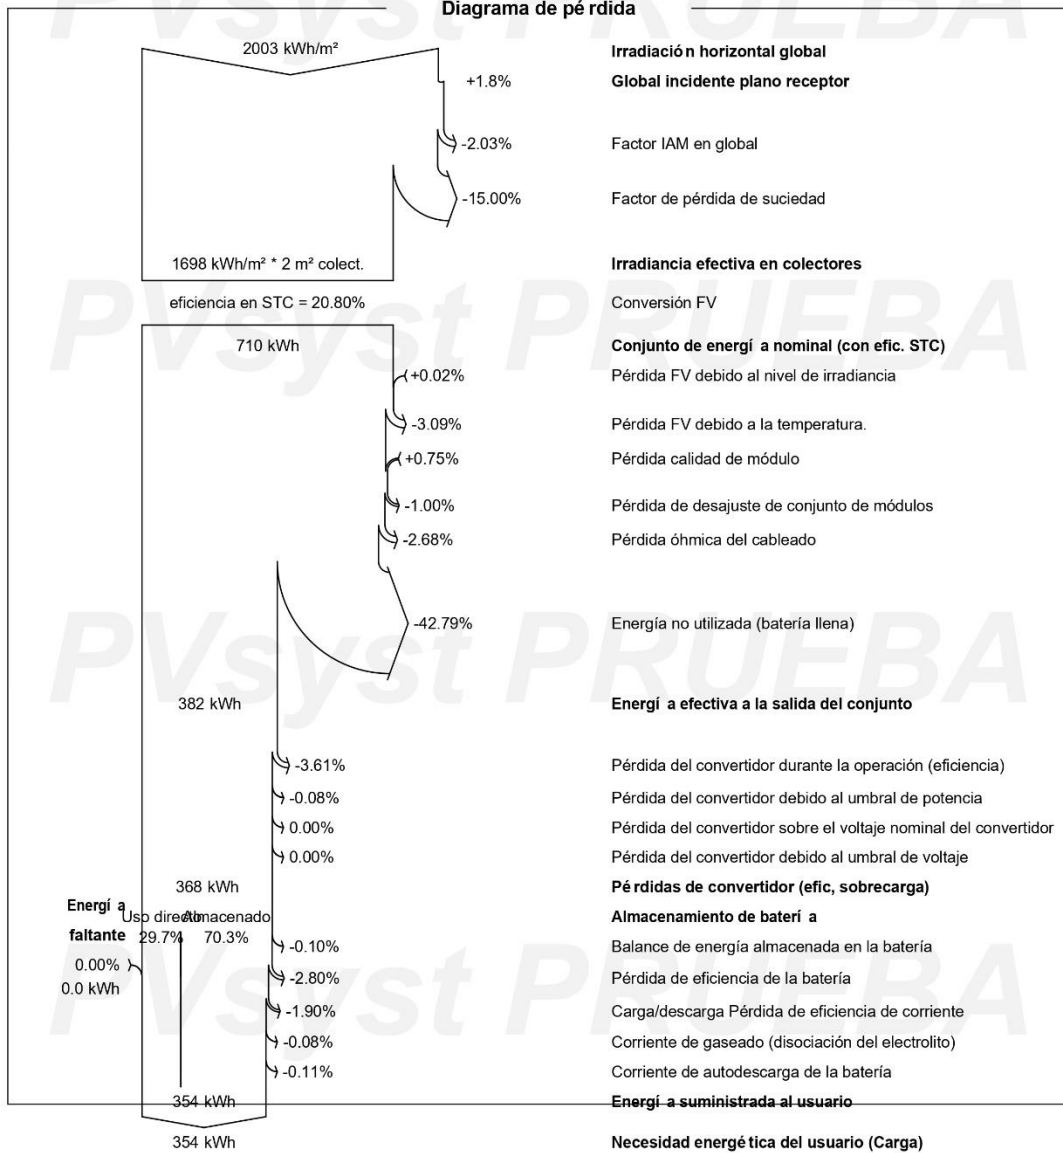 Diagrama de pé rdida
2003 kWh/m² Irradiació n horizontal global
+1.8% Global incidente plano receptor
-2.03% Factor IAM en global
-15.00% Factor de pérdida de suciedad
1698 kWh/m² * 2 m² colect. Irradiancia efectiva en colectores
eficiencia en STC = 20.80% Conversión FV
PVsyst PRUEBA
710 kWh Conjunto de energí a nominal (con efic. STC)
+0.02% Pérdida FV debido al nivel de irradiancia
-3.09% Pérdida FV debido a la temperatura.
+0.75% Pérdida calidad de módulo
-1.00% Pérdida de desajuste de conjunto de módulos
-2.68% Pérdida óhmica del cableado
-42.79% Energía no utilizada (batería llena)
PVsyst PRUEBA
382 kWh Energí a efectiva a la salida del conjunto
-3.61% Pérdida del convertidor durante la operación (eficiencia)
-0.08% Pérdida del convertidor debido al umbral de potencia
0.00% Pérdida del convertidor sobre el voltaje nominal del convertidor
0.00% Pérdida del convertidor debido al umbral de voltaje
368 kWh Pé rdidas de convertidor (efic, sobrecarga)
Energí a Uso directo Almacenado Almacenamiento de baterí a
faltante 29.7% 70.3% -0.10% Balance de energía almacenada en la batería
0.00% -2.80% Pérdida de eficiencia de la batería
0.0 kWh
PVsyst PRUEBA
-1.90% Carga/descarga Pérdida de eficiencia de corriente
-0.08% Corriente de gaseado (disociación del electrolito)
-0.11% Corriente de autodescarga de la batería
354 kWh Energí a suministrada al usuario
354 kWh Necesidad energé tica del usuario (Carga)